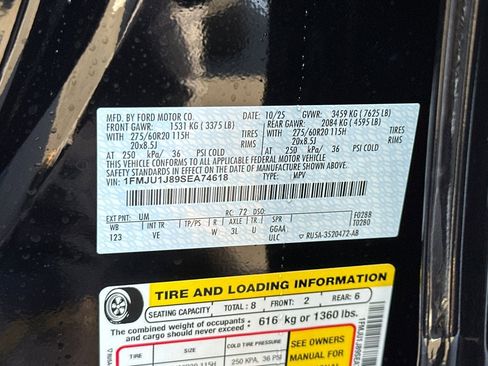 MFD. BY FORD MOTOR CO.
DATE: 10/25 GVWR: 3459 KG (7625 LB)
FRONT GAWR: 1531 KG (3375 LB) REAR GAWR: 2084 KG (4595 LB)
WITH 275/60R20 115H TIRES WITH 275/60R20 115H TIRES
20x8.5J RIMS 20x8.5J RIMS
AT 250 kPa/ 36 PSI COLD AT 250 kPa/ 36 PSI COLD
THIS VEHICLE CONFORMS TO ALL APPLICABLE FEDERAL MOTOR VEHICLE
SAFETY STANDARDS IN EFFECT ON THE DATE OF MANUFACTURE SHOWN ABOVE.
VIN: 1FMJU1J89SEA74618 TYPE: MPV
EXT PNT: UM RC: 72 DSO: F0288
WB INT TR TP/PS R AXLE TR SPR T0280
123 VE W 3L U GGAA
ULC RU5A-3520472-AB
TIRE AND LOADING INFORMATION
SEATING CAPACITY TOTAL: 8 FRONT: 2 REAR: 6
The combined weight of occupants
and cargo should never exceed 616 kg or 1360 lbs.
TIRE SIZE COLD TIRE PRESSURE SEE OWNERS
115H 250 KPA, 36 PSI MANUAL FOR